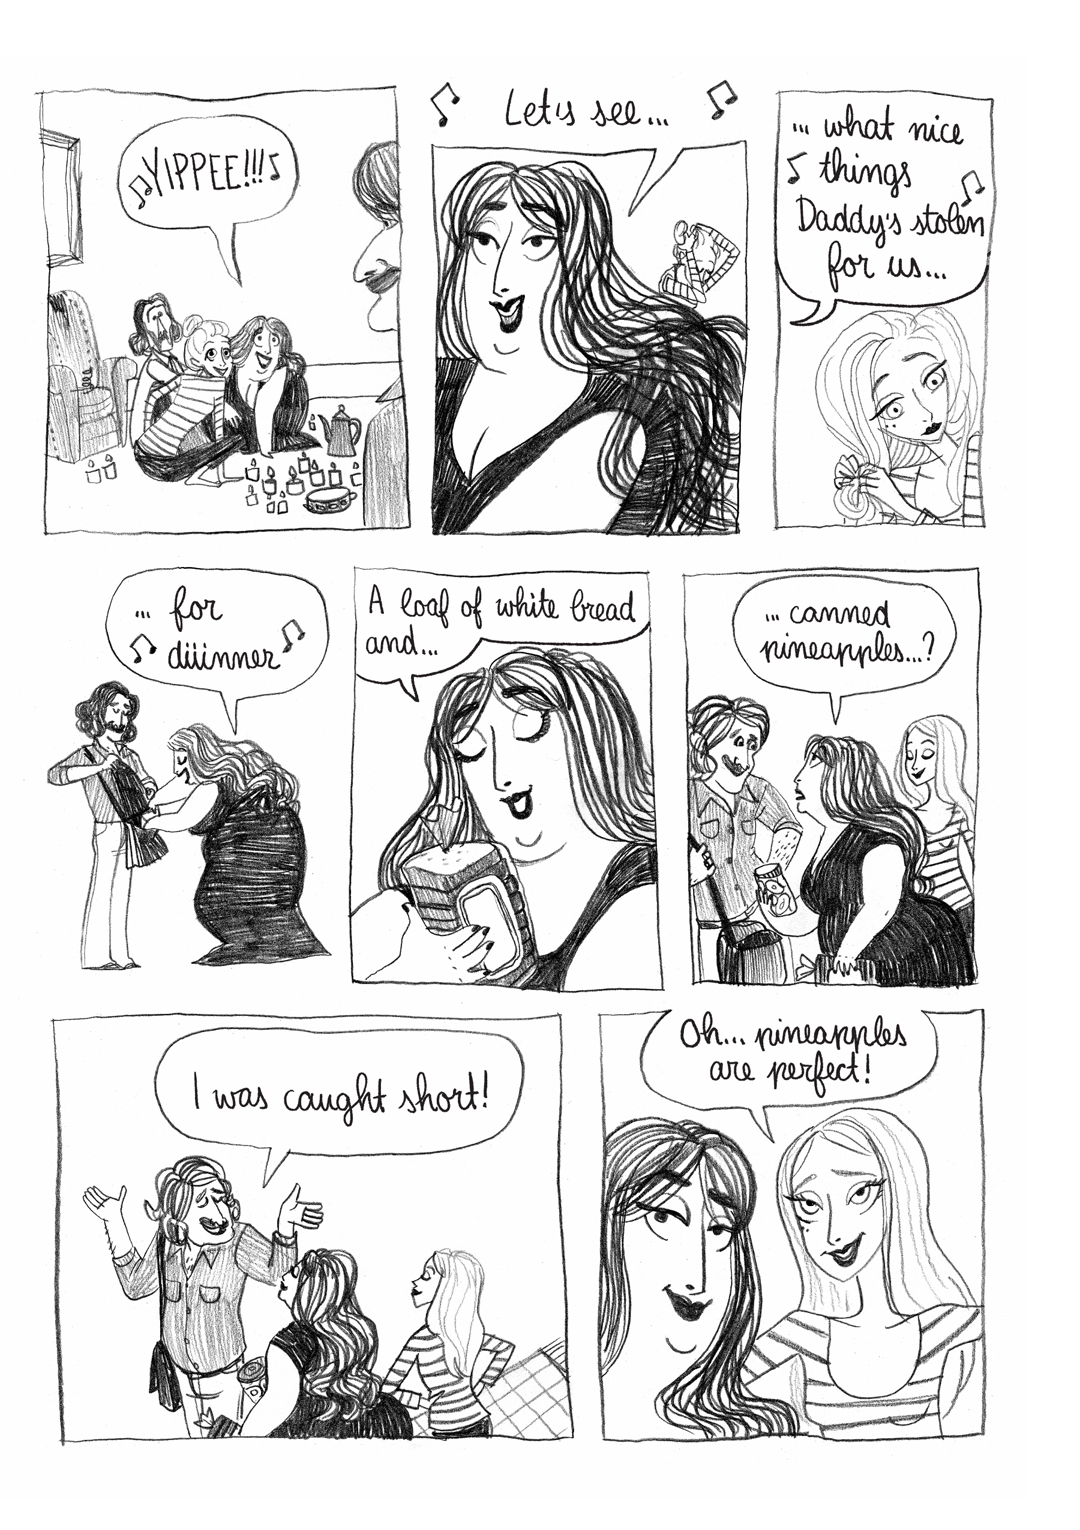 YIPPEE!!!
Let's see...
... what nice
things
Daddy's stolen
for us...
... for
diiinner
A loaf of white bread
and...
... canned
pineapples...?
I was caught short!
Oh... pineapples
are perfect!